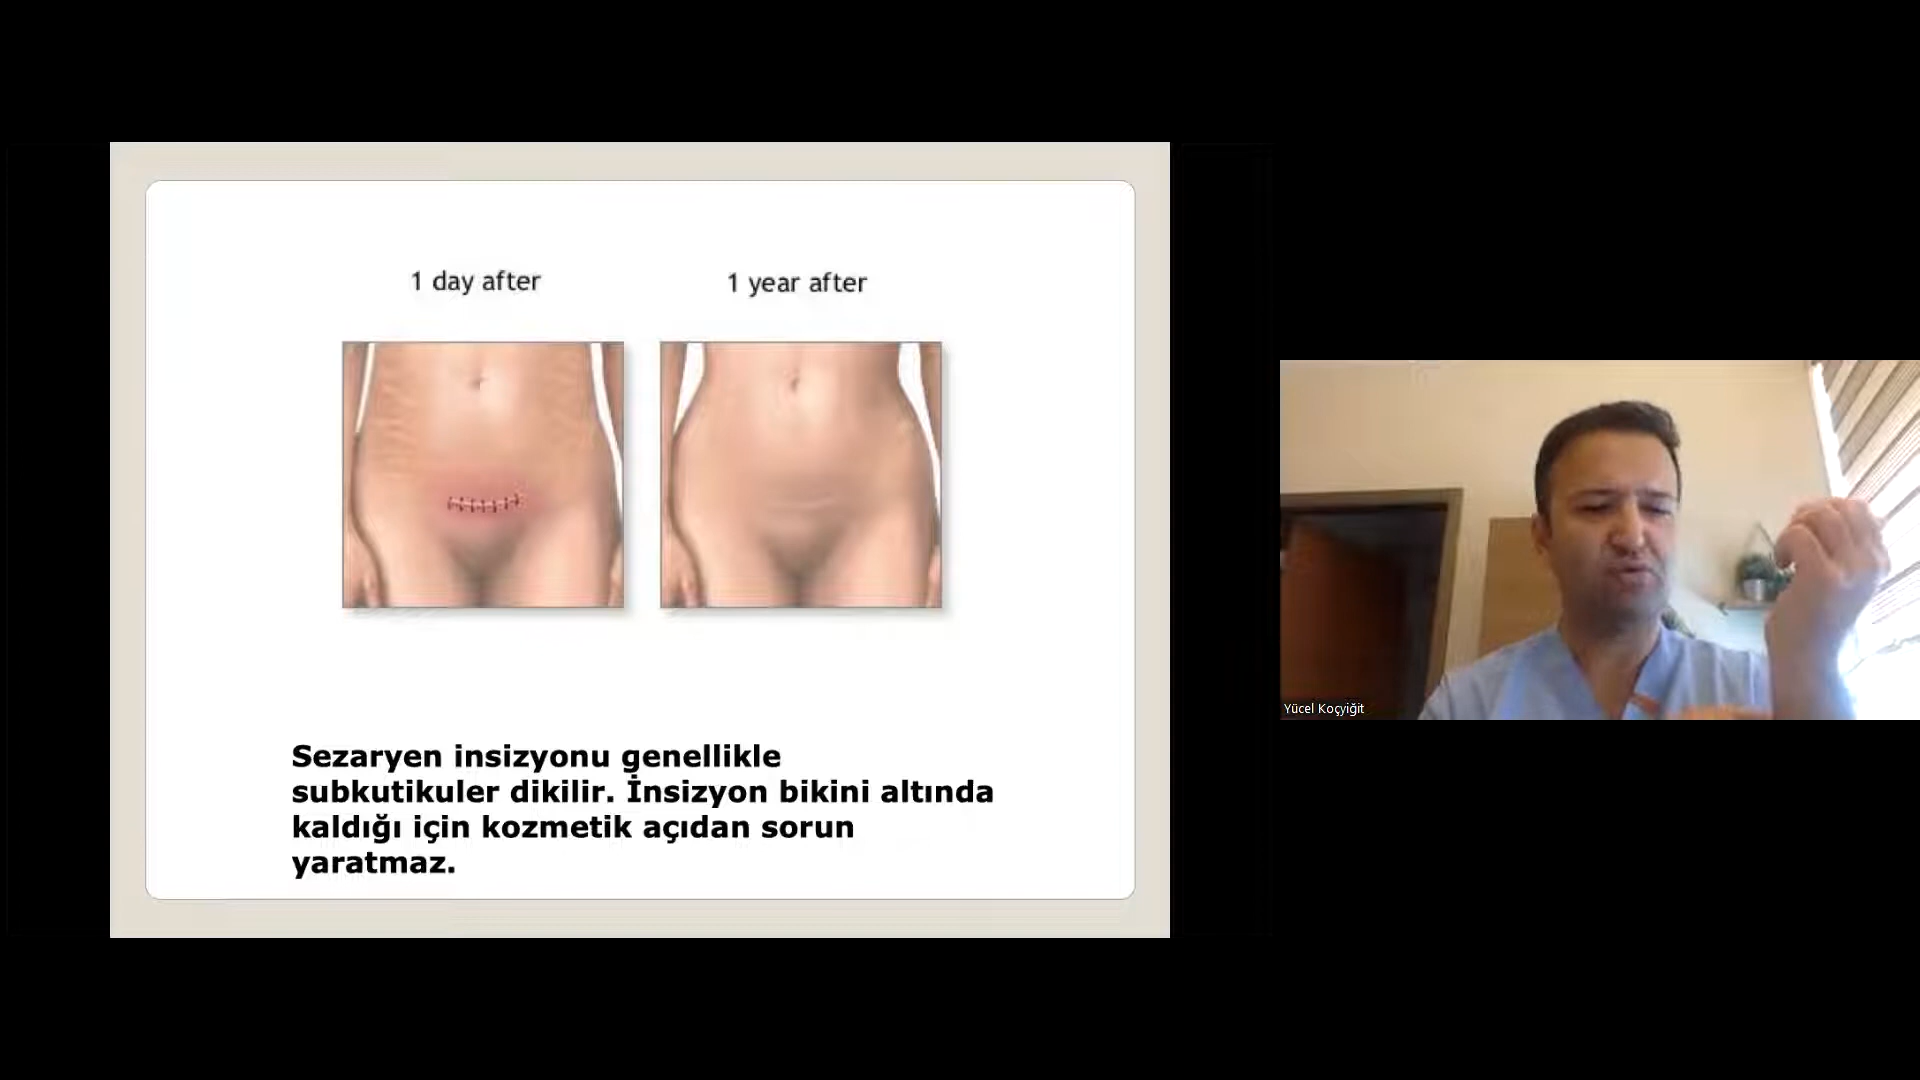 1 day after
1 year after
Sezaryen insizyonu genellikle
subkutikuler dikilir. İnsizyon bikini altında
kaldığı için kozmetik açıdan sorun
yaratmaz.
Yücel Koçyiğit